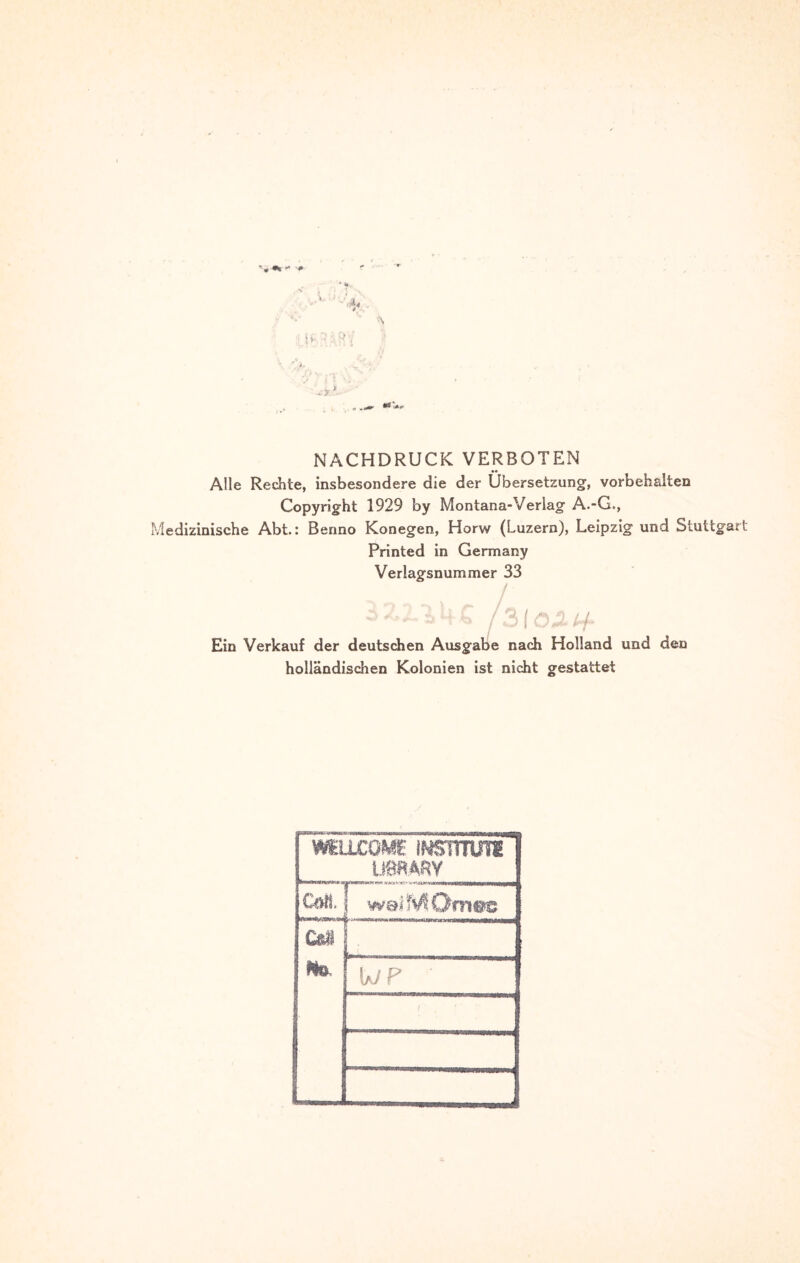 LIBRARY
NACHDRUCK VERBOTEN
Alle Rechte, insbesondere die der Übersetzung, vorbehalten
Copyright 1929 by Montana-Verlag A.-G.,
Medizinische Abt.: Benno Konegen, Horw (Luzern), Leipzig und Stuttgart
Printed in Germany
Verlagsnummer 33
/31024
Ein Verkauf der deutschen Ausgabe nach Holland und den
holländischen Kolonien ist nicht gestattet
WELLCOME INSTITUTE
LIBRARY
Coll. welMOmec
Call
No. WP